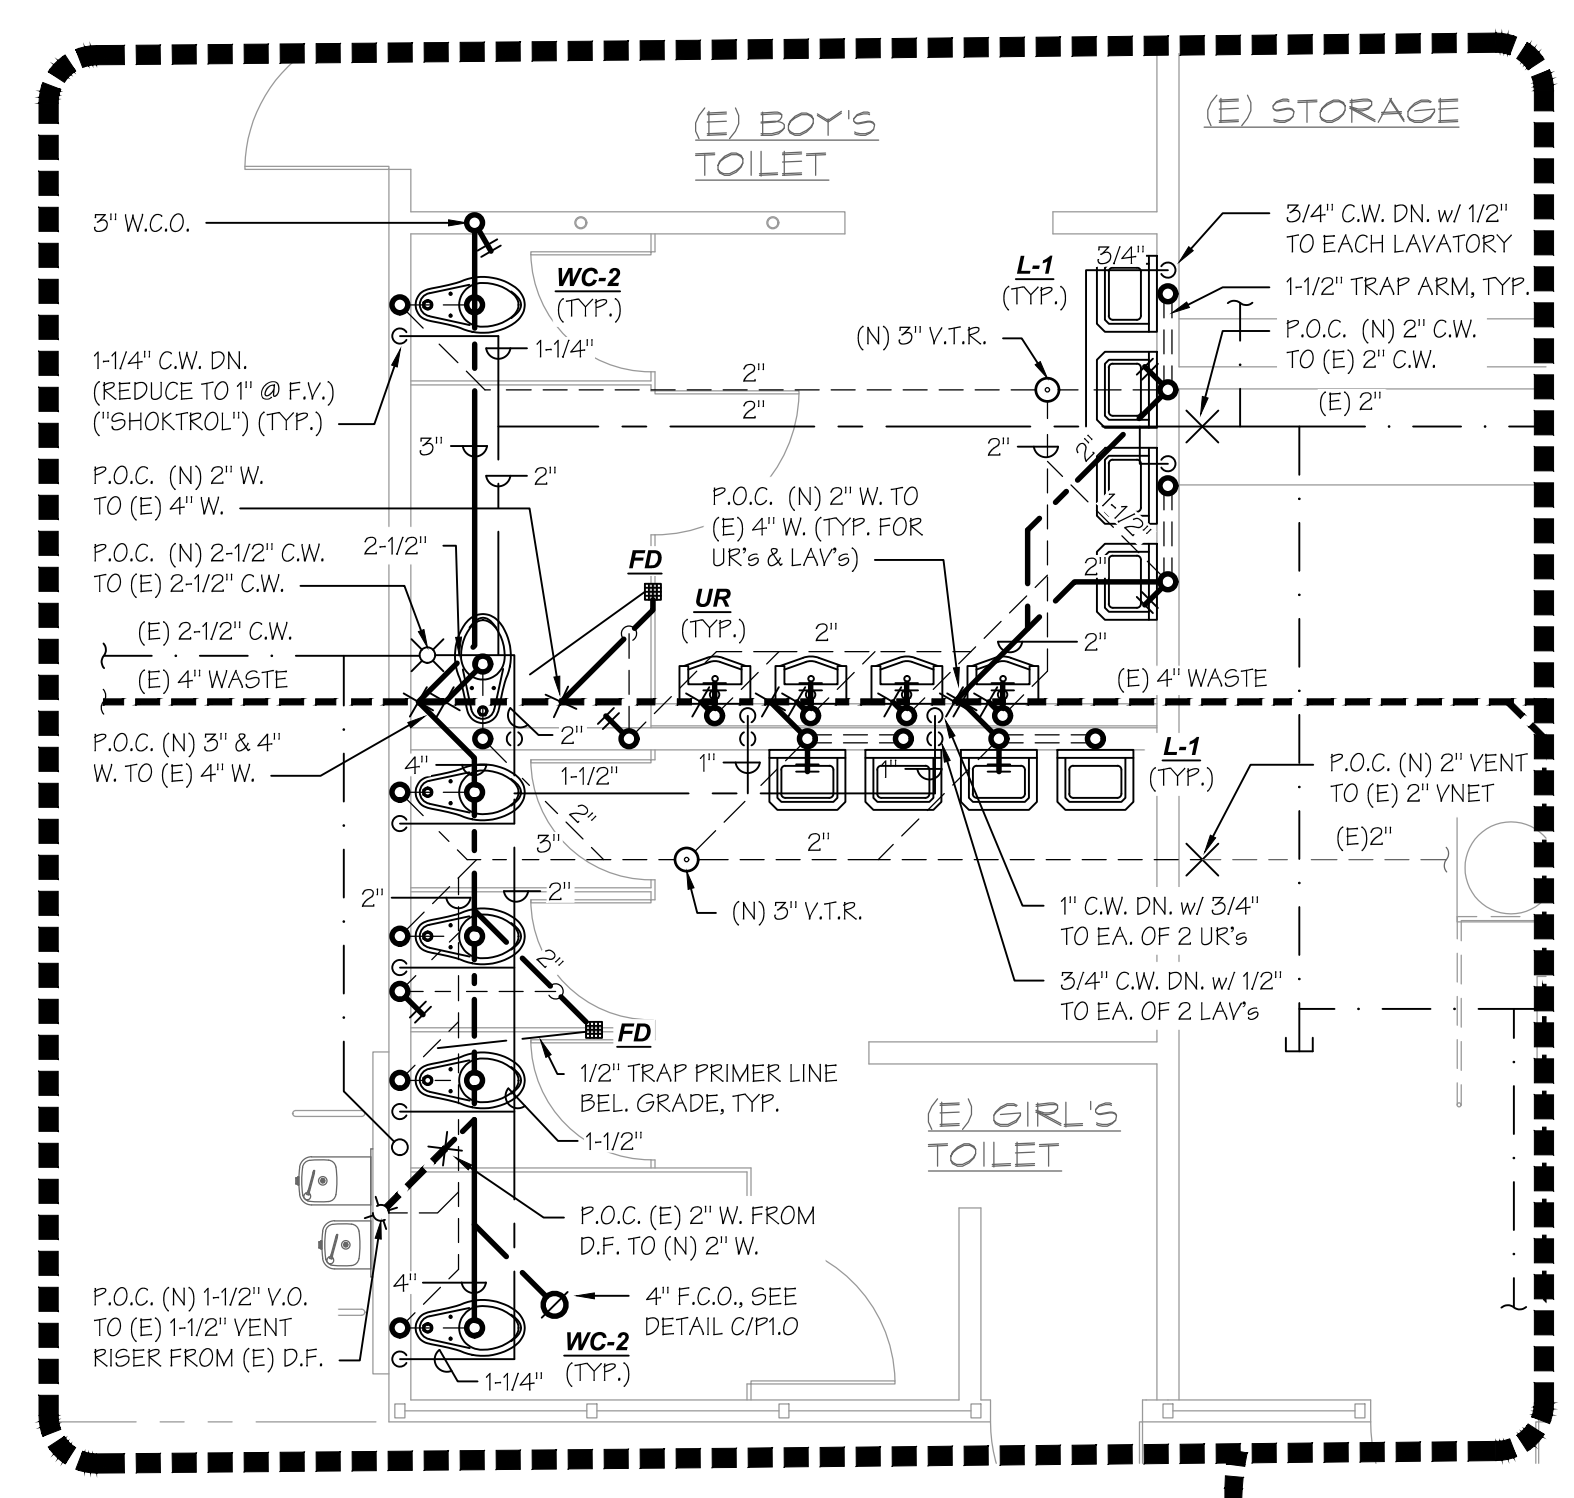 (E) BOY'S
TOILET
(E) STORAGE
3" W.C.O.
WC-2
(TYP.)
L-1
(TYP.)
3/4"
3/4" C.W. DN. w/ 1/2"
TO EACH LAVATORY
1-1/2" TRAP ARM, TYP.
P.O.C. (N) 2" C.W.
TO (E) 2" C.W.
(E) 2"
(N) 3" V.T.R.
1-1/4"
1-1/4" C.W. DN.
(REDUCE TO 1" @ F.V.)
("SHOKTROL") (TYP.)
2"
2"
3"
2"
2"
2"
1-1/2"
P.O.C. (N) 2" W.
TO (E) 4" W.
P.O.C. (N) 2" W. TO
(E) 4" W. (TYP. FOR
UR's & LAV's)
2-1/2"
P.O.C. (N) 2-1/2" C.W.
TO (E) 2-1/2" C.W.
FD
2"
UR
(TYP.)
2"
2"
(E) 2-1/2" C.W.
(E) 4" WASTE
(E) 4" WASTE
P.O.C. (N) 3" & 4"
W. TO (E) 4" W.
2"
4"
1-1/2"
1"
1"
L-1
(TYP.)
P.O.C. (N) 2" VENT
TO (E) 2" VNET
(E)2"
2"
3"
2"
2"
2"
(N) 3" V.T.R.
1" C.W. DN. w/ 3/4"
TO EA. OF 2 UR's
2"
3/4" C.W. DN. w/ 1/2"
TO EA. OF 2 LAV's
FD
1/2" TRAP PRIMER LINE
BEL. GRADE, TYP.
(E) GIRL'S
TOILET
1-1/2"
P.O.C. (E) 2" W. FROM
D.F. TO (N) 2" W.
4"
P.O.C. (N) 1-1/2" V.O.
TO (E) 1-1/2" VENT
RISER FROM (E) D.F.
4" F.C.O., SEE
DETAIL C/P1.0
WC-2
(TYP.)
1-1/4"